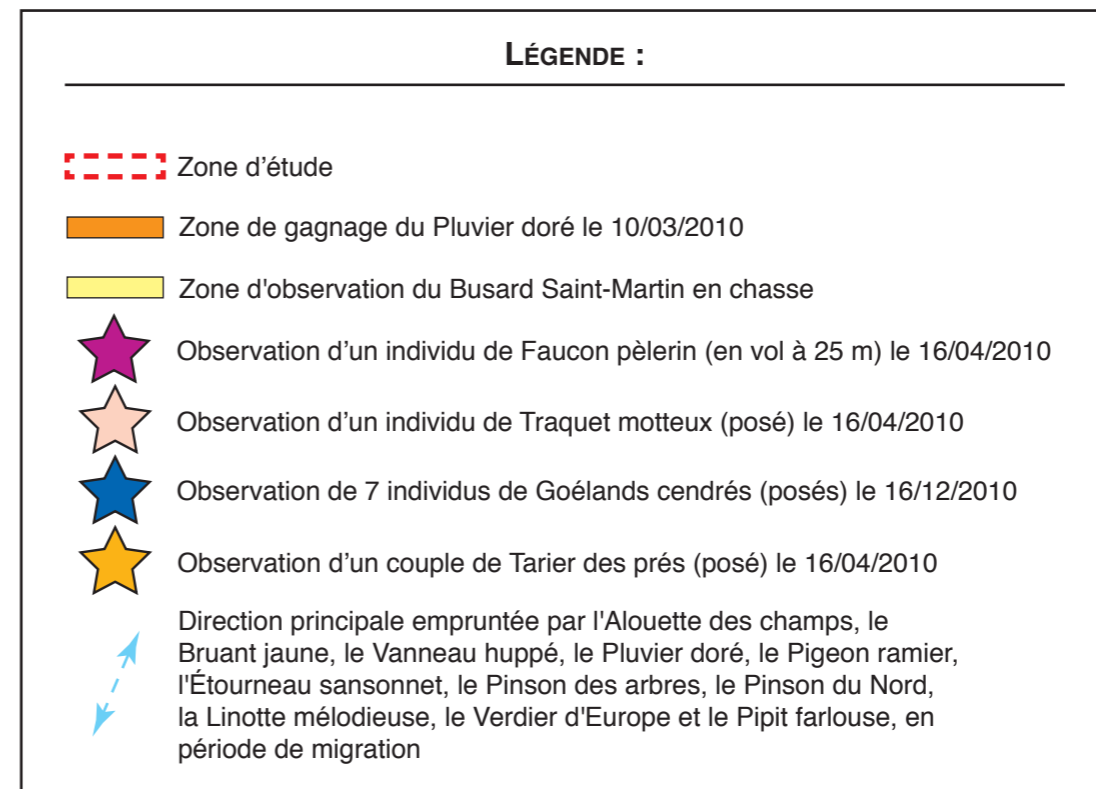 LÉGENDE :
Zone d'étude
Zone de gagnage du Pluvier doré le 10/03/2010
Zone d'observation du Busard Saint-Martin en chasse
Observation d'un individu de Faucon pèlerin (en vol à 25 m) le 16/04/2010
Observation d'un individu de Traquet motteux (posé) le 16/04/2010
Observation de 7 individus de Goélands cendrés (posés) le 16/12/2010
Observation d'un couple de Tarier des prés (posé) le 16/04/2010
Direction principale empruntée par l'Alouette des champs, le
Bruant jaune, le Vanneau huppé, le Pluvier doré, le Pigeon ramier,
l'Étourneau sansonnet, le Pinson des arbres, le Pinson du Nord,
la Linotte mélodieuse, le Verdier d'Europe et le Pipit farlouse, en
période de migration